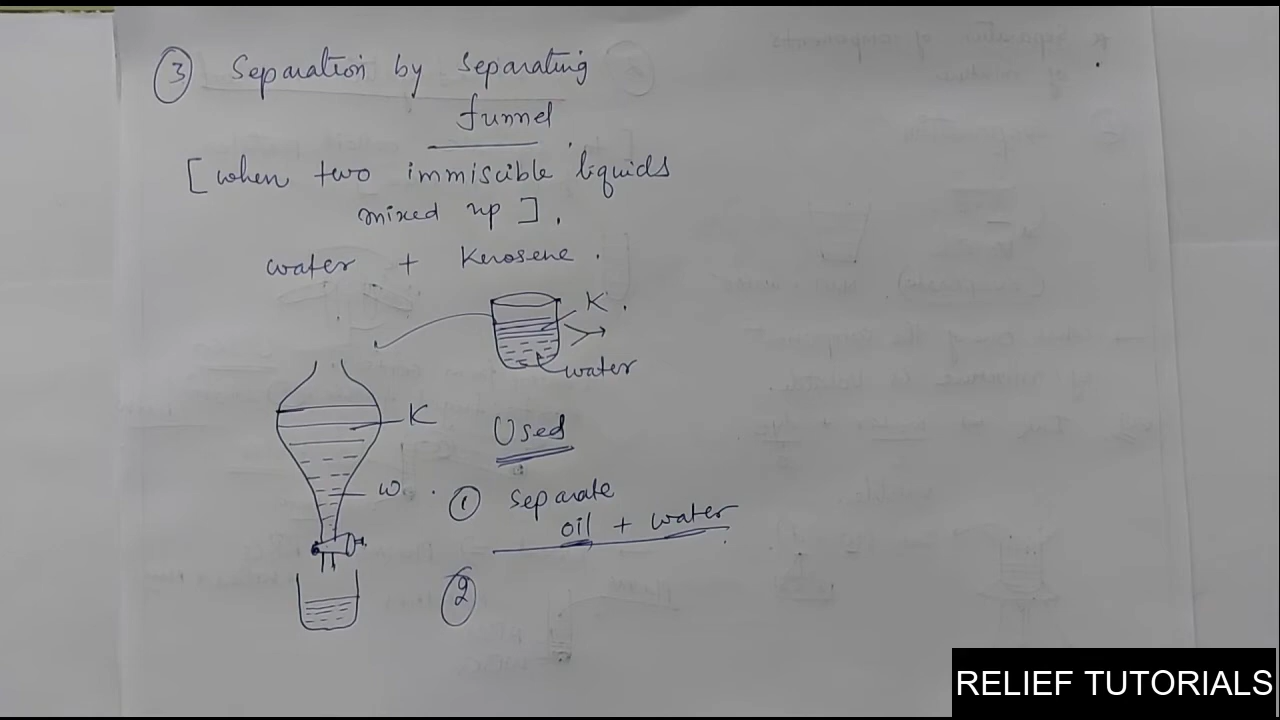 3 Separation by Separating
funnel
[when two immiscible liquids
mixed up].
water + Kerosene.
K.
water
K
w.
Used
1 Separate
oil + water
2
RELIEF TUTORIALS